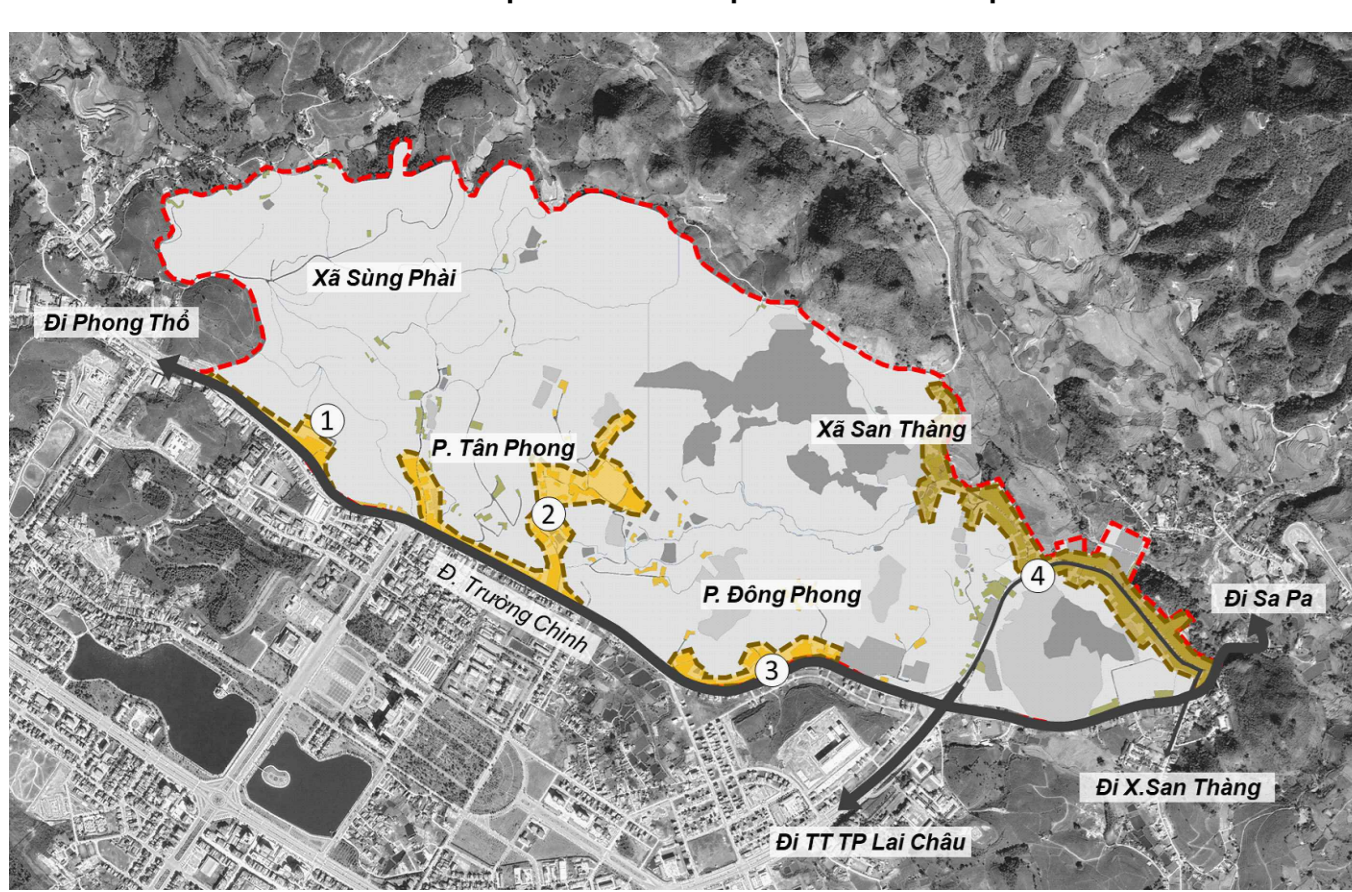 Xã Sùng Phài
Đi Phong Thổ
1
P. Tân Phong
Xã San Thàng
2
Đ. Trường Chinh
P. Đông Phong
4
Đi Sa Pa
3
Đi X.San Thàng
Đi TT TP Lai Châu